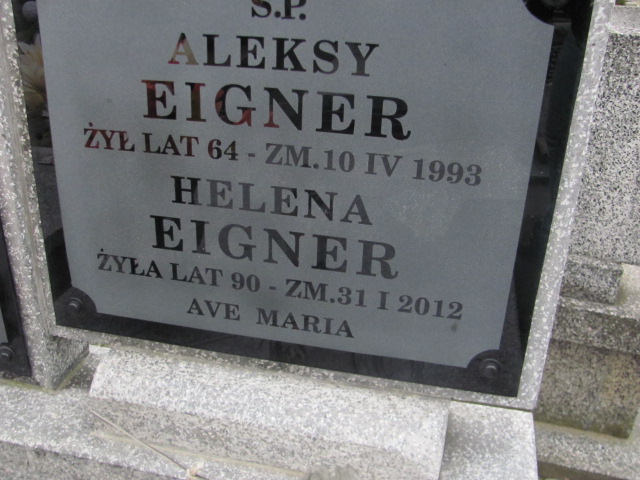 Ś.P.
ALEKSY
EIGNER
ŻYŁ LAT 64 - ZM.10 IV 1993
HELENA
EIGNER
ŻYŁA LAT 90 - ZM.31 I 2012
AVE MARIA